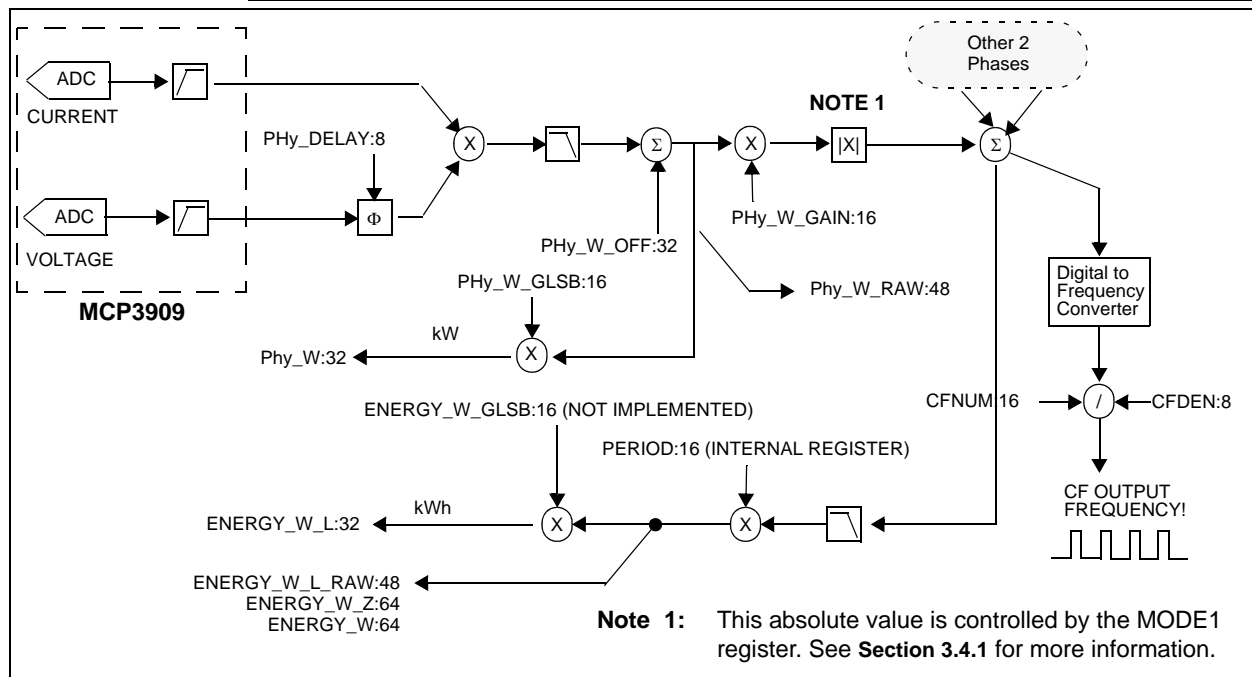 Other 2
Phases
ADC
CURRENT
NOTE 1
PHy_DELAY:8
X
Σ
X
|X|
Σ
ADC
Φ
VOLTAGE
PHy_W_GAIN:16
PHy_W_OFF:32
PHy_W_GLSB:16
Phy_W_RAW:48
MCP3909
Digital to
Frequency
Converter
kW
Phy_W:32
X
ENERGY_W_GLSB:16 (NOT IMPLEMENTED)
CFNUM:16
/
CFDEN:8
PERIOD:16 (INTERNAL REGISTER)
CF OUTPUT
FREQUENCY!
kWh
ENERGY_W_L:32
X
X
ENERGY_W_L_RAW:48
ENERGY_W_Z:64
ENERGY_W:64
Note 1: This absolute value is controlled by the MODE1
register. See Section 3.4.1 for more information.